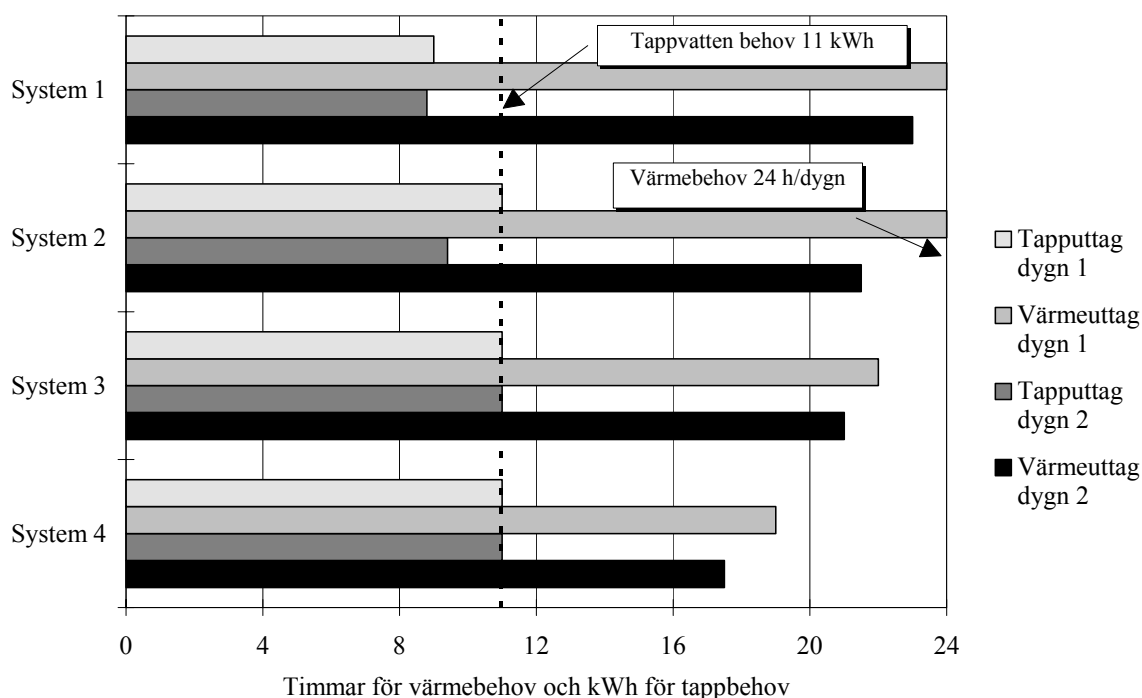 Tappvatten behov 11 kWh
System 1
Värmebehov 24 h/dygn
System 2
System 3
System 4
Tapputtag
dygn 1
Värmeuttag
dygn 1
Tapputtag
dygn 2
Värmeuttag
dygn 2
0 4 8 12 16 20 24
Timmar för värmebehov och kWh för tappbehov